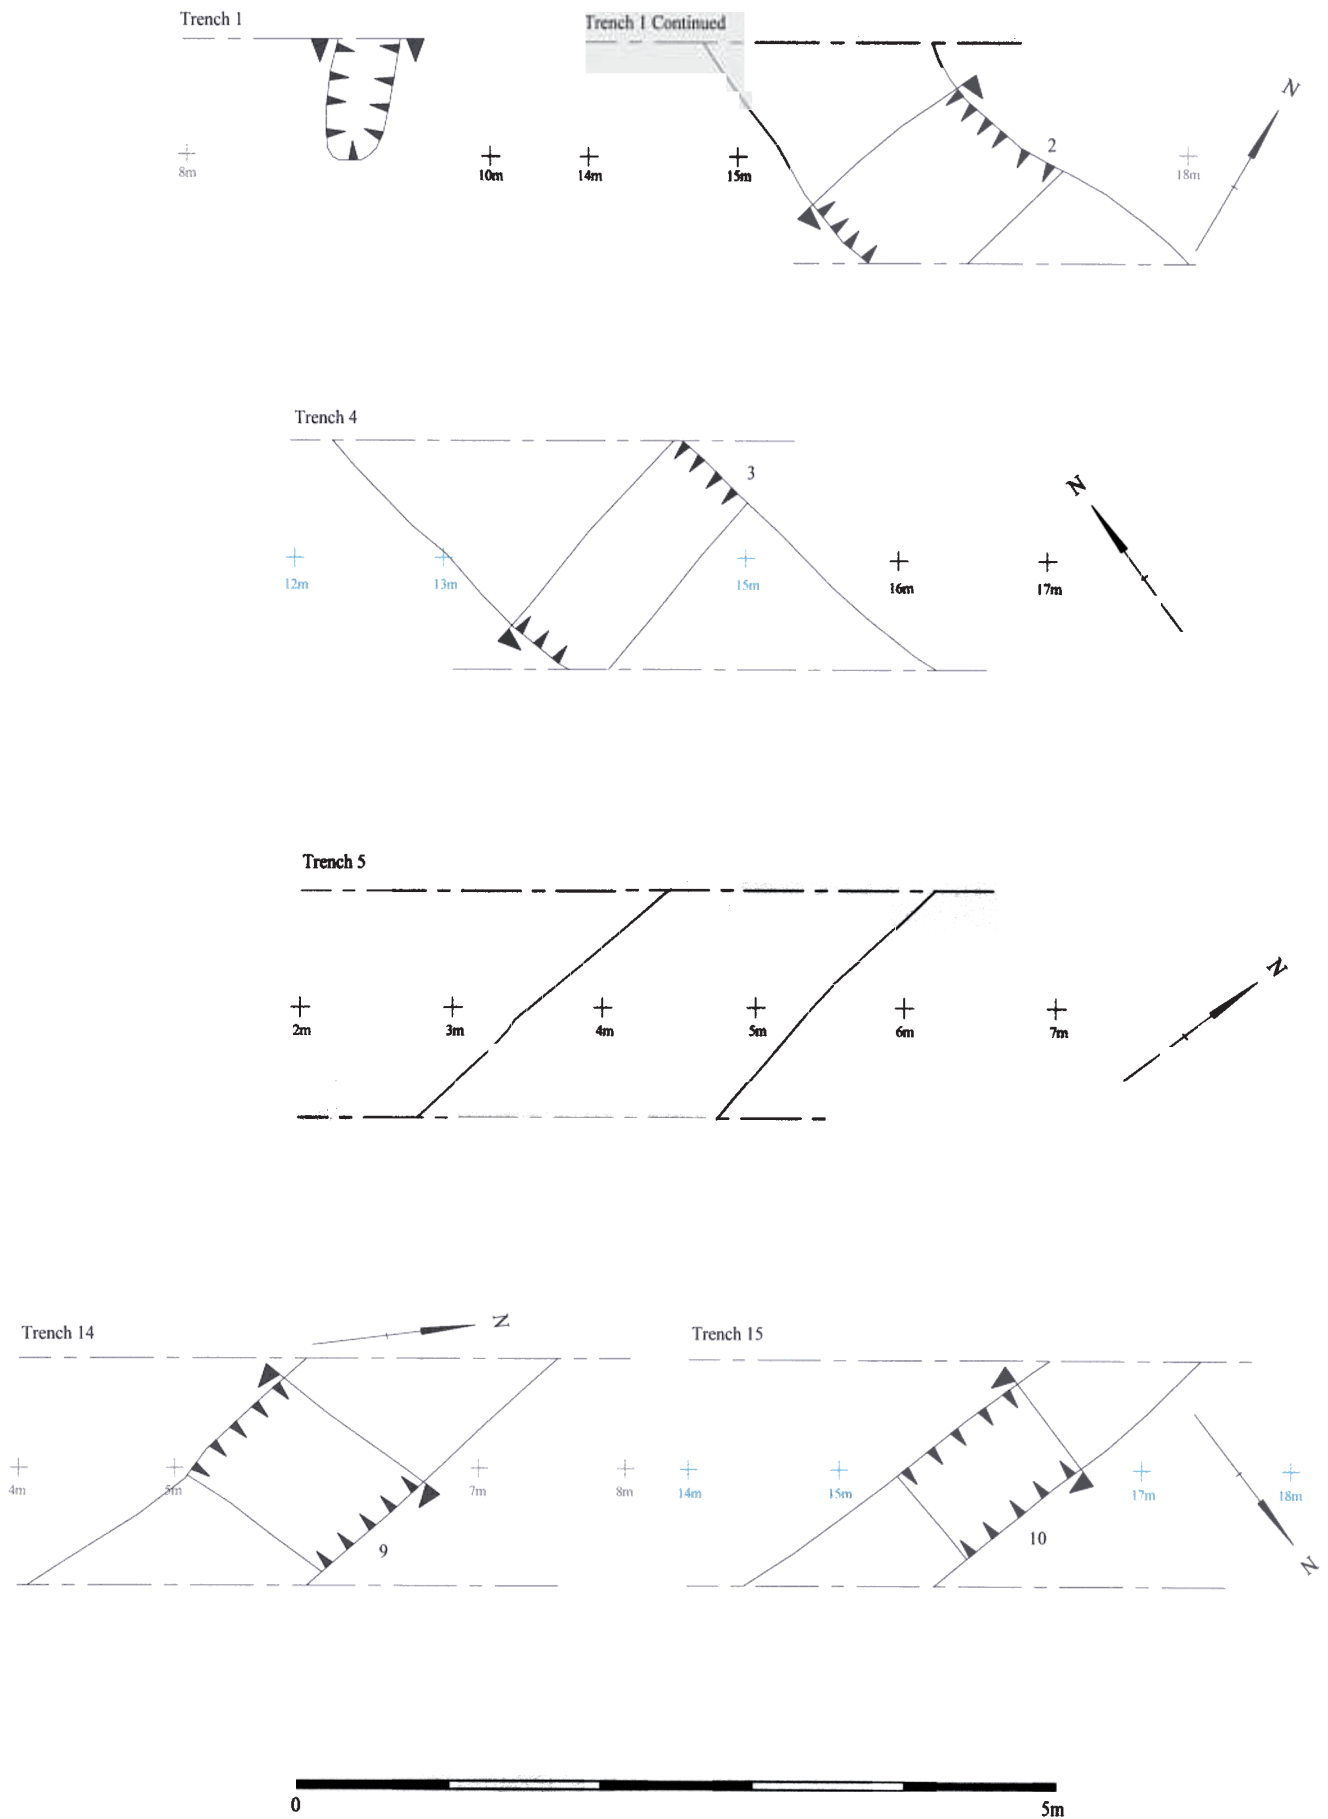 Trench 1
Trench 1 Continued
N
2
8m
10m
14m
15m
18m
Trench 4
3
N
12m
13m
15m
16m
17m
Trench 5
N
2m
3m
4m
5m
6m
7m
Trench 14
N
4m
5m
7m
8m
9
Trench 15
14m
15m
17m
18m
10
N
0
5m